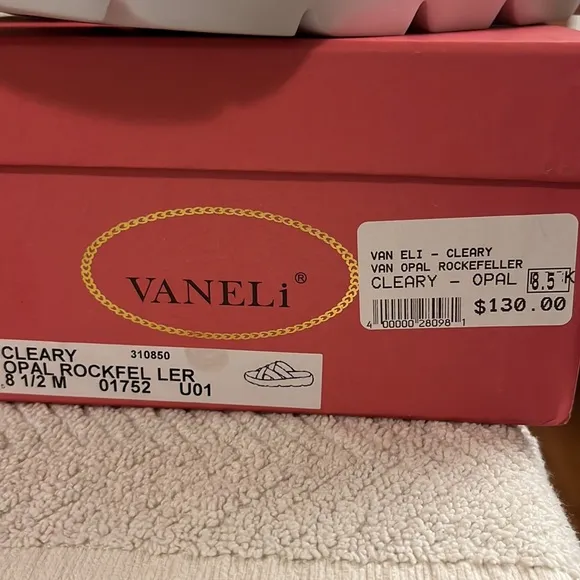 VANELi®
VAN ELI - CLEARY
VAN OPAL ROCKEFELLER
CLEARY - OPAL 8.5 K
$130.00
4 00000 28098 1
CLEARY 310850
OPAL ROCKFEL LER
8 1/2 M 01752 U01